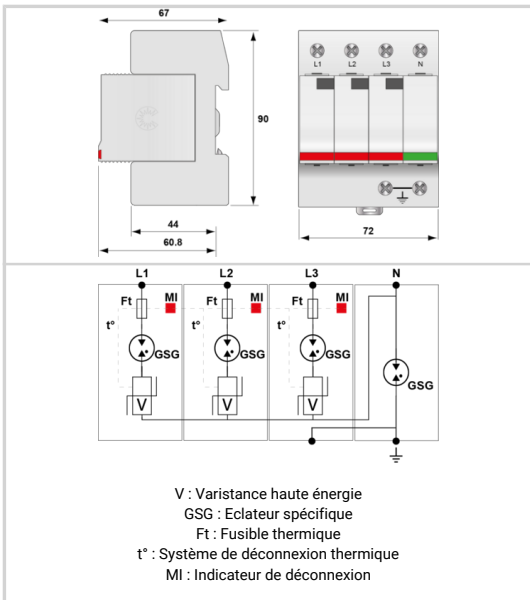 67
L1 L2 L3 N
90
44
60.8
72
L1 L2 L3 N
Ft MI Ft MI Ft MI
t° t° t°
GSG GSG GSG
GSG
V V V
V : Varistance haute énergie
GSG : Eclateur spécifique
Ft : Fusible thermique
t° : Système de déconnexion thermique
MI : Indicateur de déconnexion